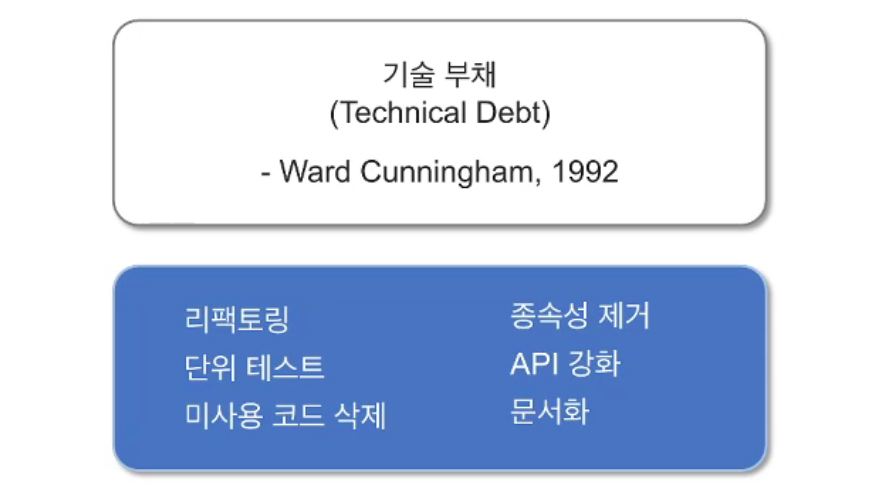 기술 부채
(Technical Debt)
- Ward Cunningham, 1992
리팩토링
단위 테스트
미사용 코드 삭제
종속성 제거
API 강화
문서화